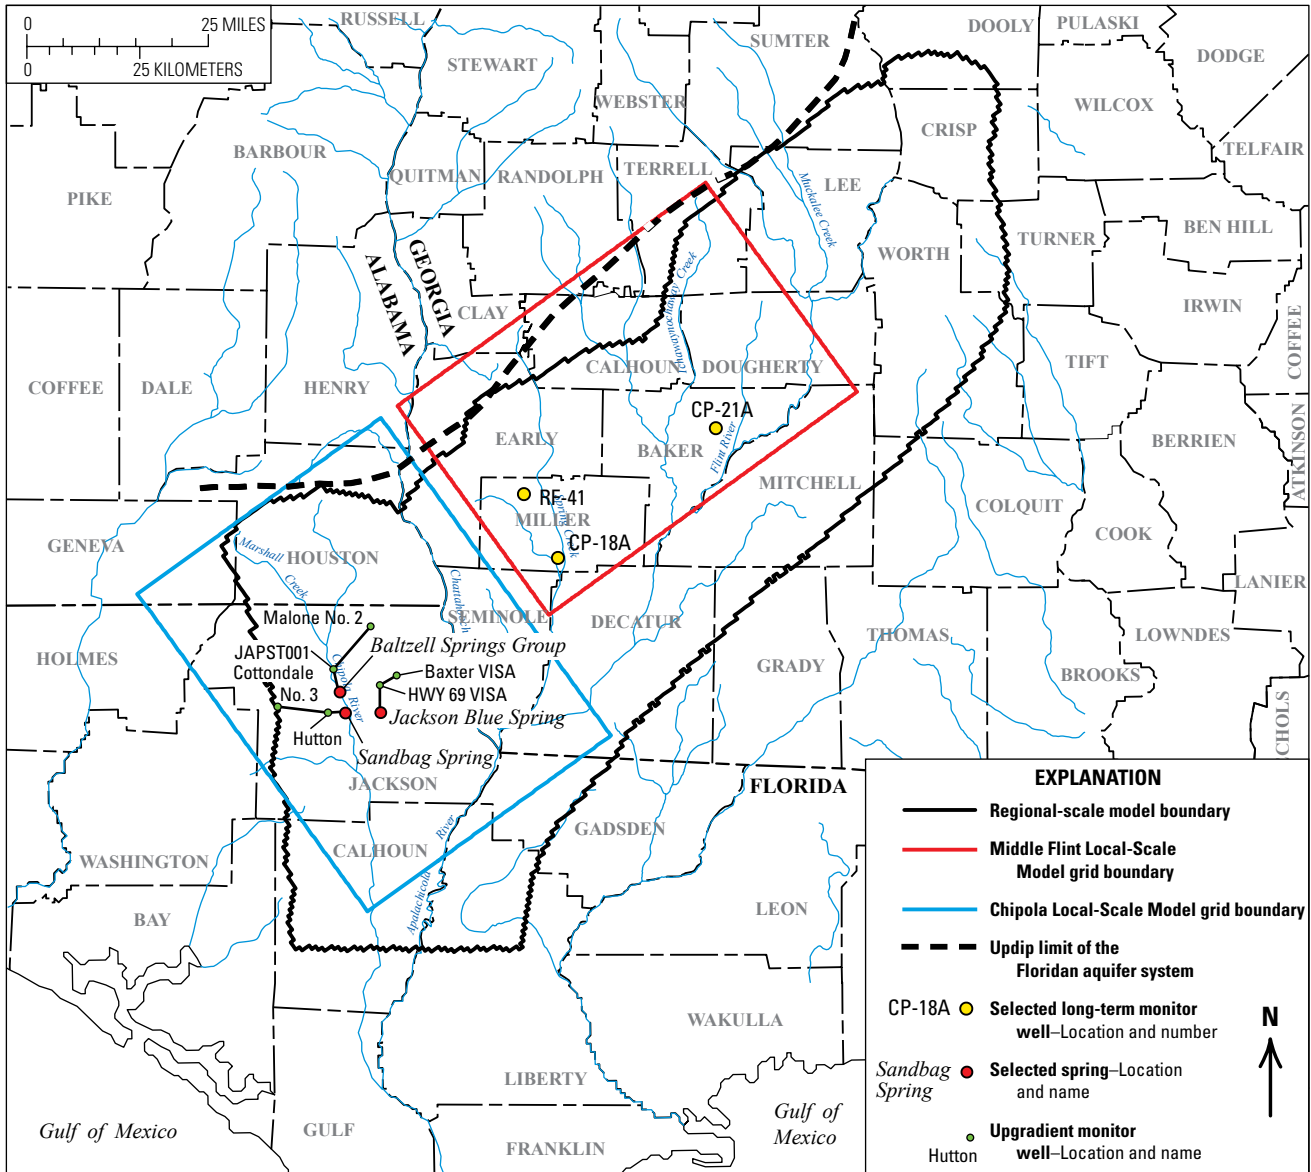 0 25 MILES
0 25 KILOMETERS
RUSSELL
STEWART
SUMTER
DOOLY
PULASKI
DODGE
WEBSTER
WILCOX
CRISP
TELFAIR
BARBOUR
QUITMAN
RANDOLPH
TERRELL
LEE
PIKE
Muckalee Creek
BEN HILL
TURNER
WORTH
GEORGIA
ALABAMA
Ichawaynochaway Creek
IRWIN
CLAY
COFFEE
TIFT
COFFEE
DALE
HENRY
CALHOUN
DOUGHERTY
ATKINSON
CP-21A
EARLY
BAKER
Flint River
BERRIEN
MITCHELL
RF-41
MILLER
Spring Creek
COLQUIT
COOK
GENEVA
Marshall Creek
HOUSTON
CP-18A
LANIER
Chattahooch
Malone No. 2
SEMINOLE
DECATUR
THOMAS
LOWNDES
HOLMES
JAPST001
Baltzell Springs Group
Cottondale
No. 3
Chipola River
Baxter VISA
HWY 69 VISA
GRADY
BROOKS
Jackson Blue Spring
CHOLS
Hutton
Sandbag Spring
JACKSON
FLORIDA
GADSDEN
WASHINGTON
CALHOUN
Apalachicola River
BAY
LEON
WAKULLA
LIBERTY
GULF
FRANKLIN
Gulf of Mexico
Gulf of
Mexico
EXPLANATION
Regional-scale model boundary
Middle Flint Local-Scale
Model grid boundary
Chipola Local-Scale Model grid boundary
Updip limit of the
Floridan aquifer system
CP-18A Selected long-term monitor
well–Location and number
Sandbag Spring Selected spring–Location
and name
Hutton Upgradient monitor
well–Location and name
N